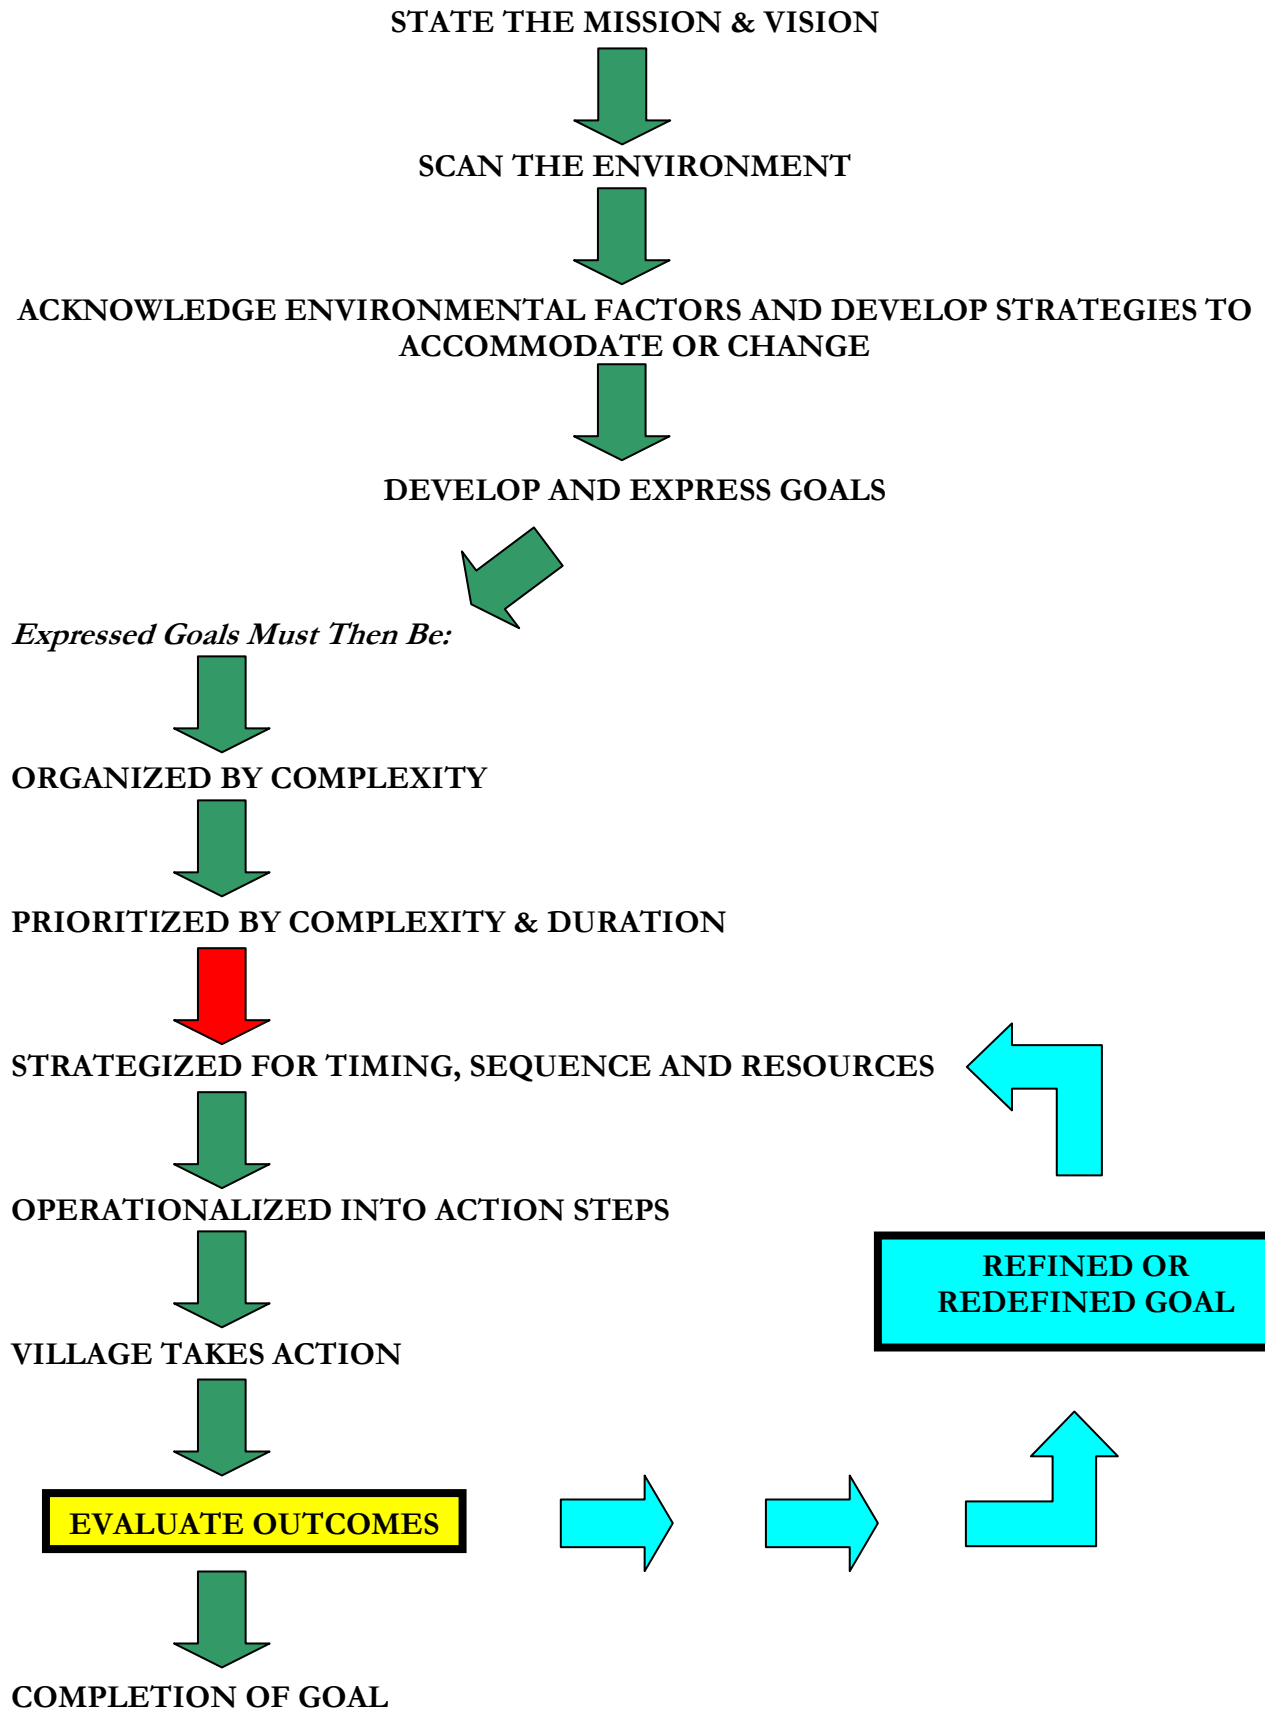 STATE THE MISSION & VISION
SCAN THE ENVIRONMENT
ACKNOWLEDGE ENVIRONMENTAL FACTORS AND DEVELOP STRATEGIES TO
ACCOMMODATE OR CHANGE
DEVELOP AND EXPRESS GOALS
Expressed Goals Must Then Be:
ORGANIZED BY COMPLEXITY
PRIORITIZED BY COMPLEXITY & DURATION
STRATEGIZED FOR TIMING, SEQUENCE AND RESOURCES
OPERATIONALIZED INTO ACTION STEPS
REFINED OR
REDEFINED GOAL
VILLAGE TAKES ACTION
EVALUATE OUTCOMES
COMPLETION OF GOAL